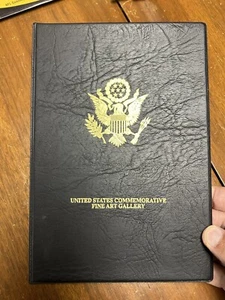 UNITED STATES COMMEMORATIVE
FINE ART GALLERY